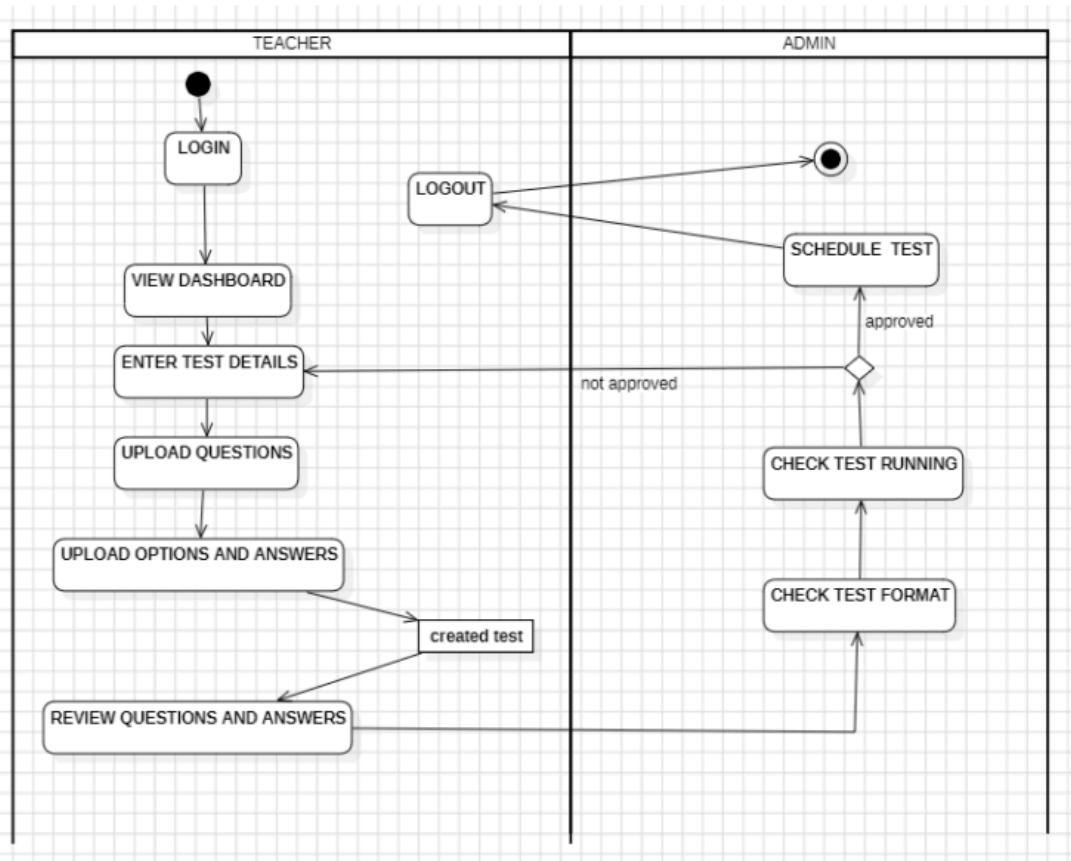 TEACHER
ADMIN
LOGIN
LOGOUT
SCHEDULE TEST
VIEW DASHBOARD
approved
ENTER TEST DETAILS
not approved
UPLOAD QUESTIONS
CHECK TEST RUNNING
UPLOAD OPTIONS AND ANSWERS
CHECK TEST FORMAT
created test
REVIEW QUESTIONS AND ANSWERS